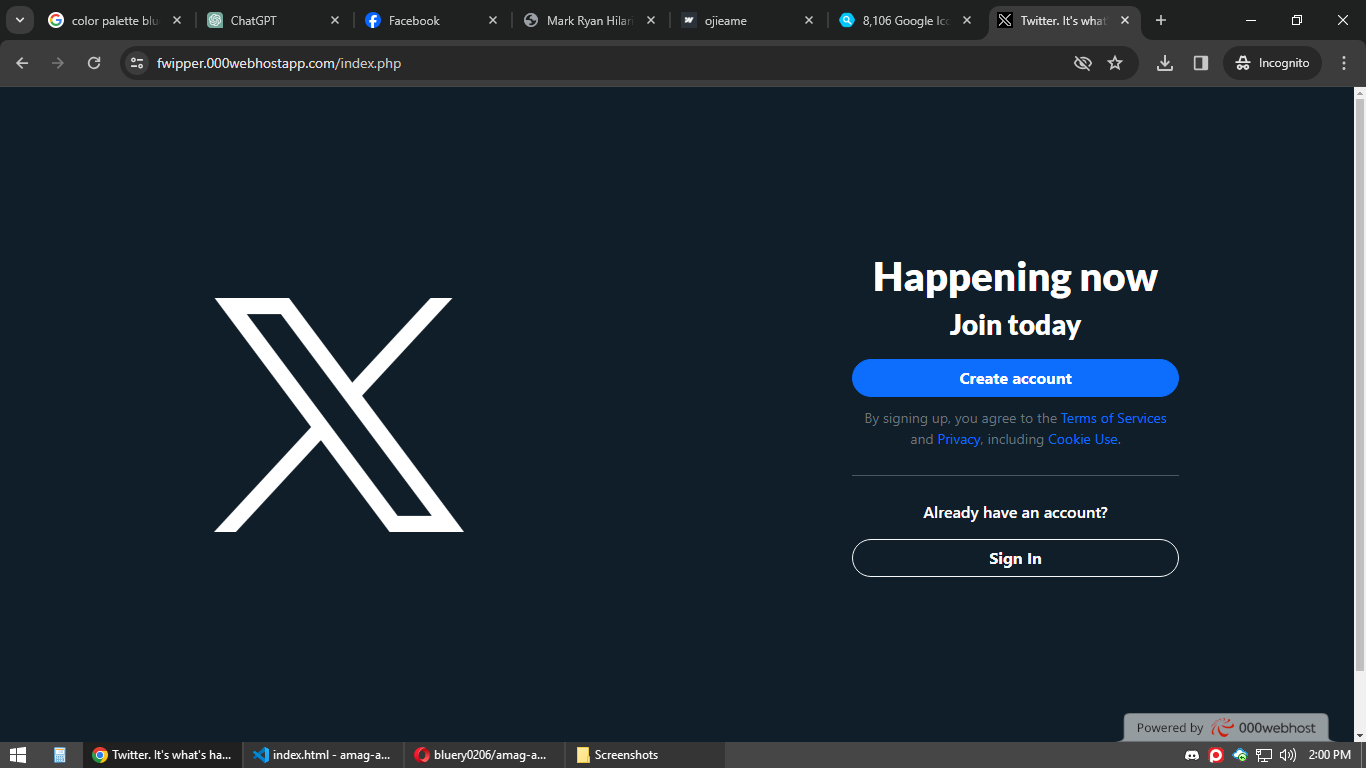 color palette blu
ChatGPT
Facebook
Mark Ryan Hilari
ojieame
8,106 Google Ico
Twitter. It's what'
fwipper.000webhostapp.com/index.php
Incognito
Happening now
Join today
Create account
By signing up, you agree to the Terms of Services
and Privacy, including Cookie Use.
Already have an account?
Sign In
Powered by 000webhost
Twitter. It's what's ha...
index.html - amag-a...
bluery0206/amag-a...
Screenshots
2:00 PM